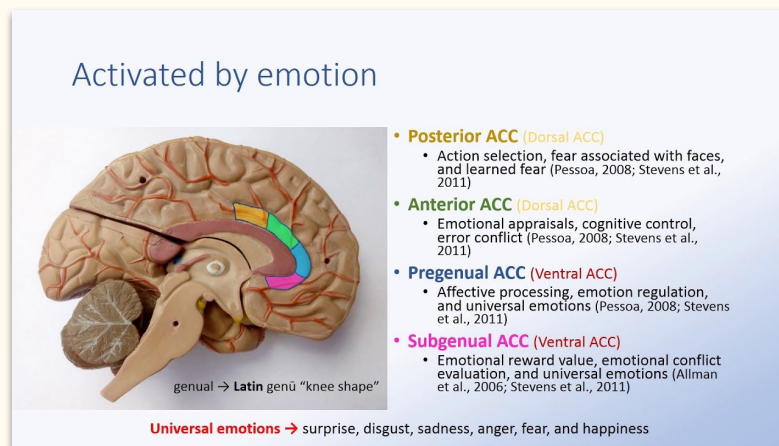 Activated by emotion
• Posterior ACC (Dorsal ACC)
• Action selection, fear associated with faces,
and learned fear (Pessoa, 2008; Stevens et al.,
2011)
• Anterior ACC (Dorsal ACC)
• Emotional appraisals, cognitive control,
error conflict (Pessoa, 2008; Stevens et al.,
2011)
• Pregenual ACC (Ventral ACC)
• Affective processing, emotion regulation,
and universal emotions (Pessoa, 2008; Stevens
et al., 2011)
• Subgenual ACC (Ventral ACC)
• Emotional reward value, emotional conflict
evaluation, and universal emotions (Allman
et al., 2006; Stevens et al., 2011)
genual → Latin genū “knee shape”
Universal emotions → surprise, disgust, sadness, anger, fear, and happiness